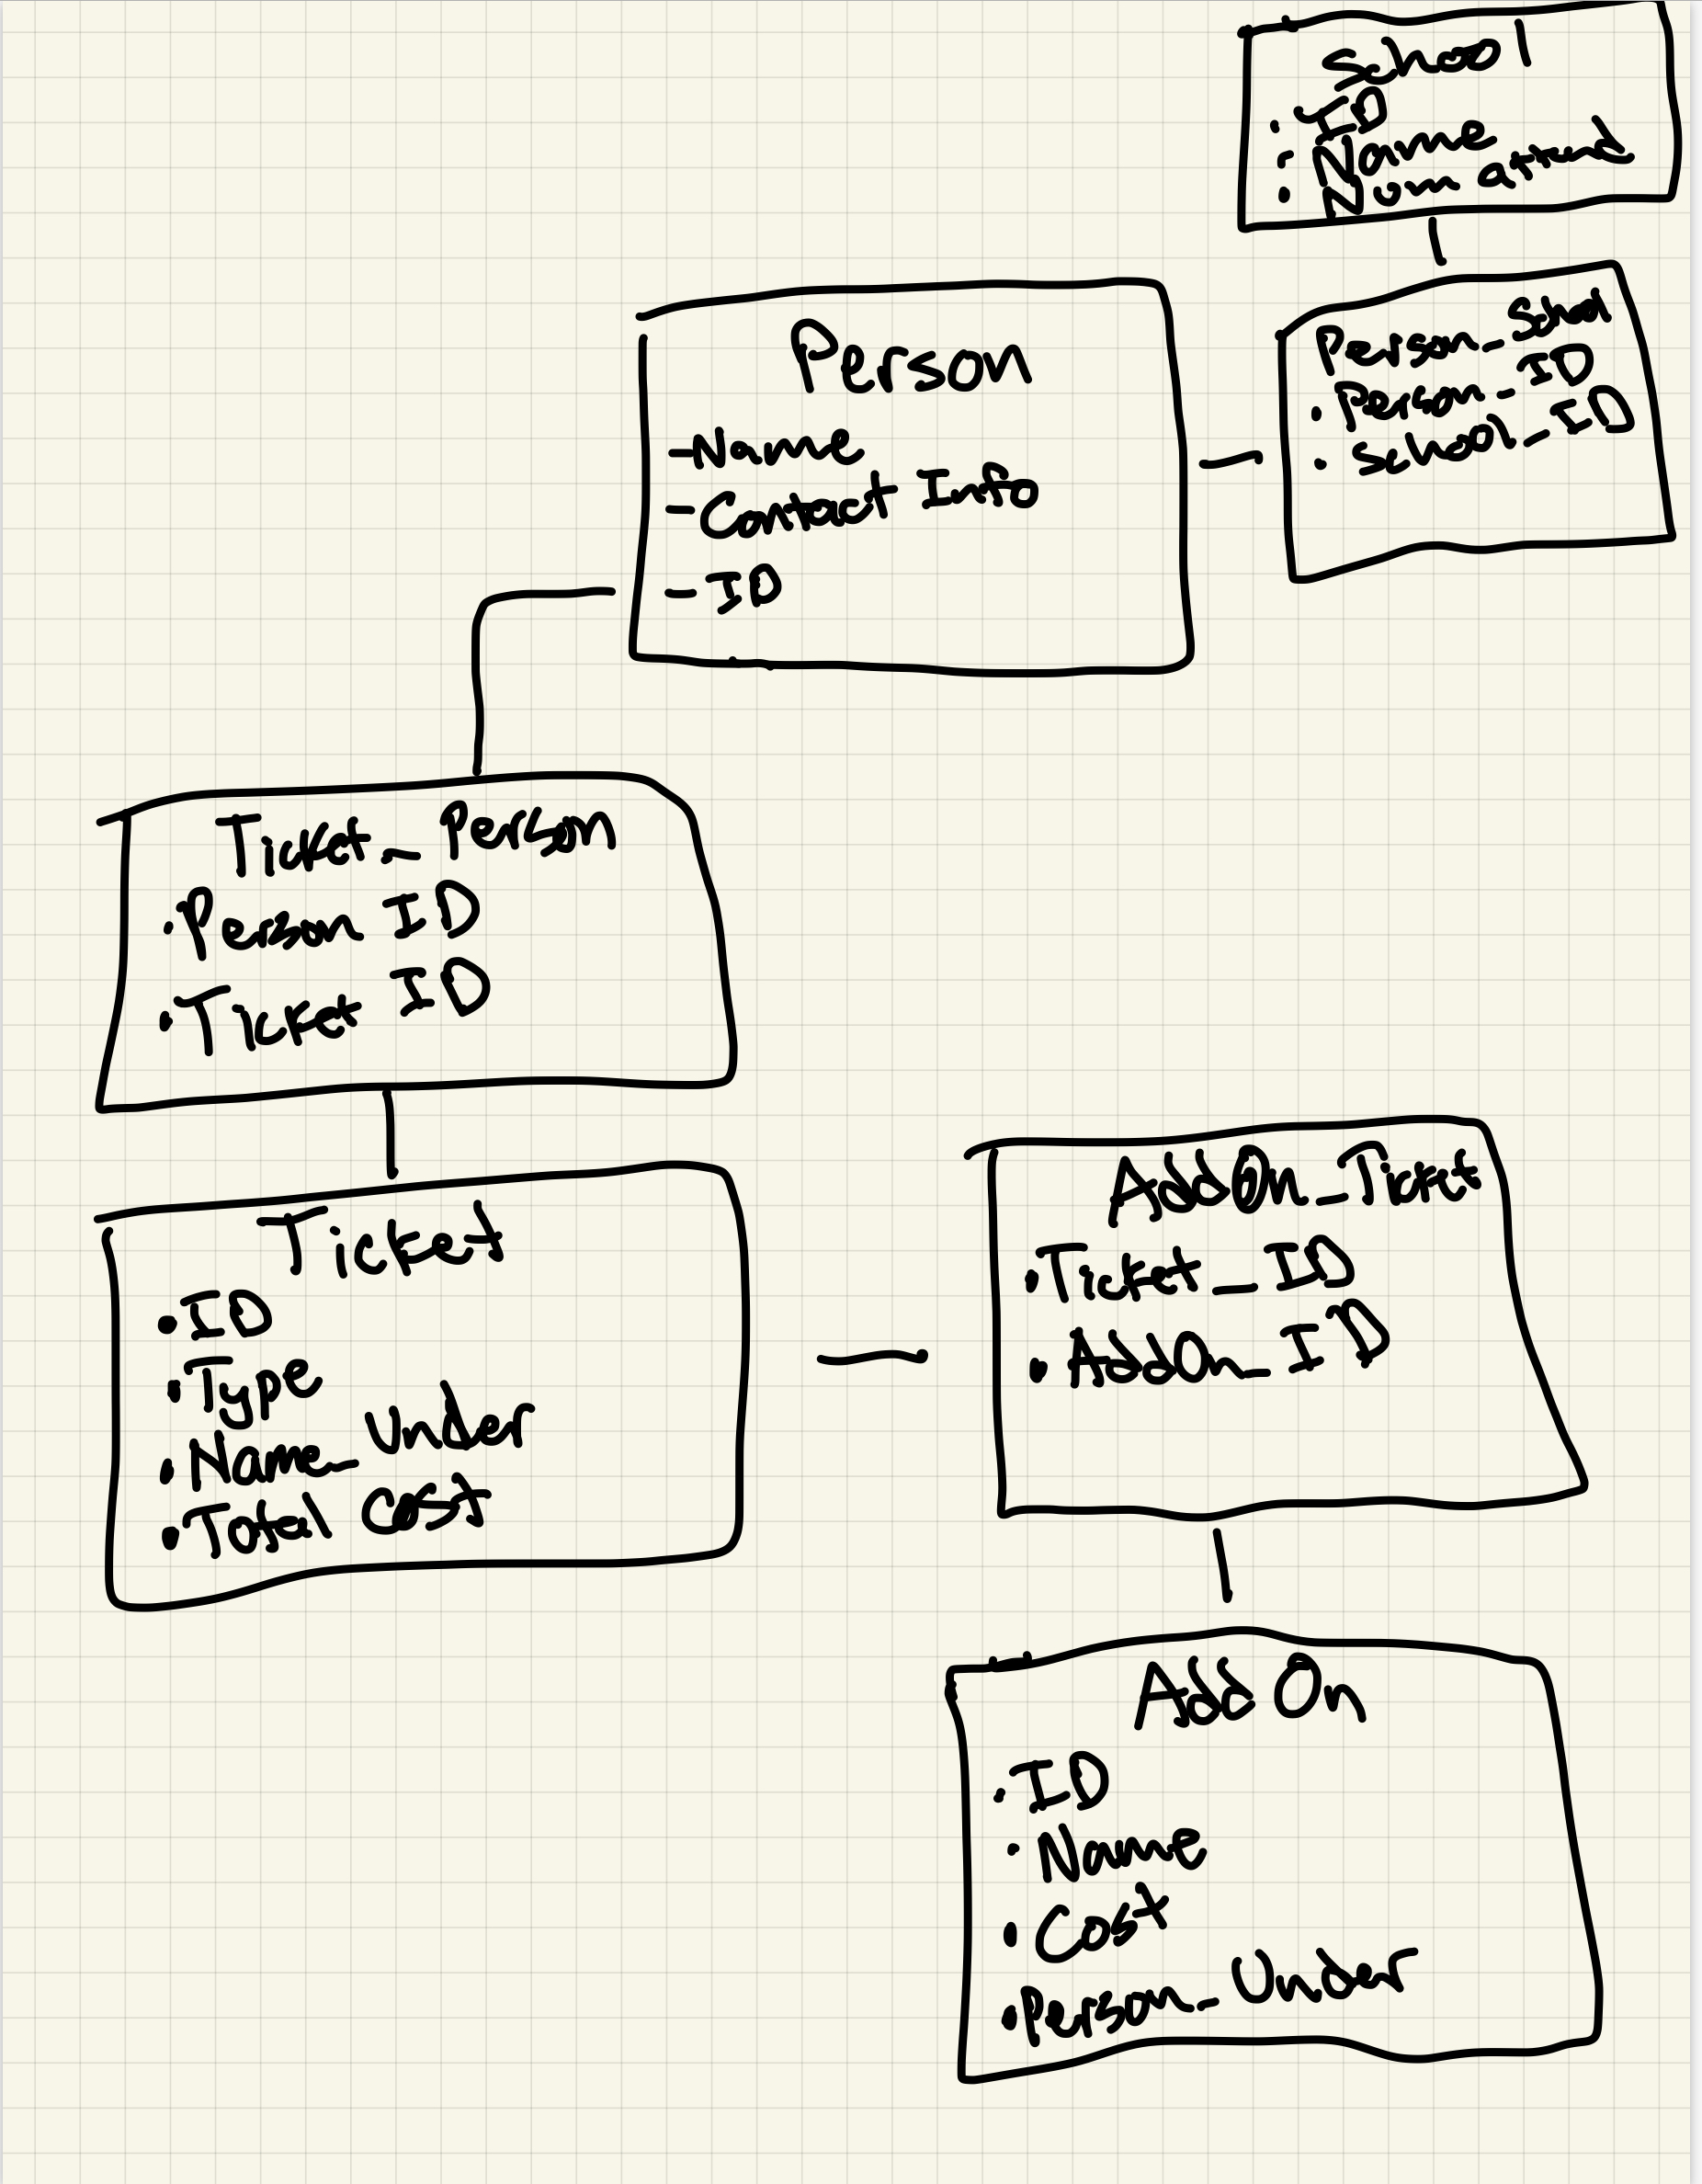 School
• ID
• Name
• Num attend
Person_School
• Person_ID
• School_ID
Person
-Name
-Contact Info
-ID
Ticket_Person
•Person ID
•Ticket ID
Ticket
•ID
•Type
•Name_Under
•Total Cost
AddOn_Ticket
•Ticket_ID
•AddOn_ID
Add On
•ID
•Name
•Cost
•Person_Under